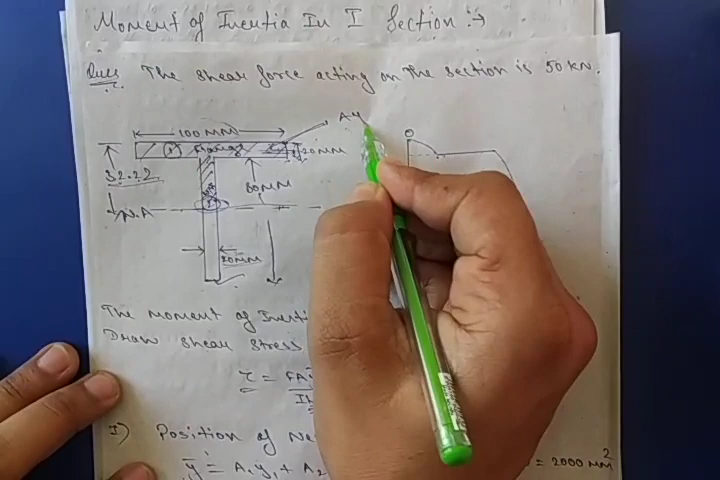 Moment of Inertia In I Section :→
Ques The shear force acting on the section is 50 kN.
100 MM
Flange
20 MM
32.22
80 MM
N.A
20 MM
0
The moment of Inerti
Draw shear stress
τ =
I) Position of Ne
ȳ = A₁y₁ + A₂
= 2000 MM²